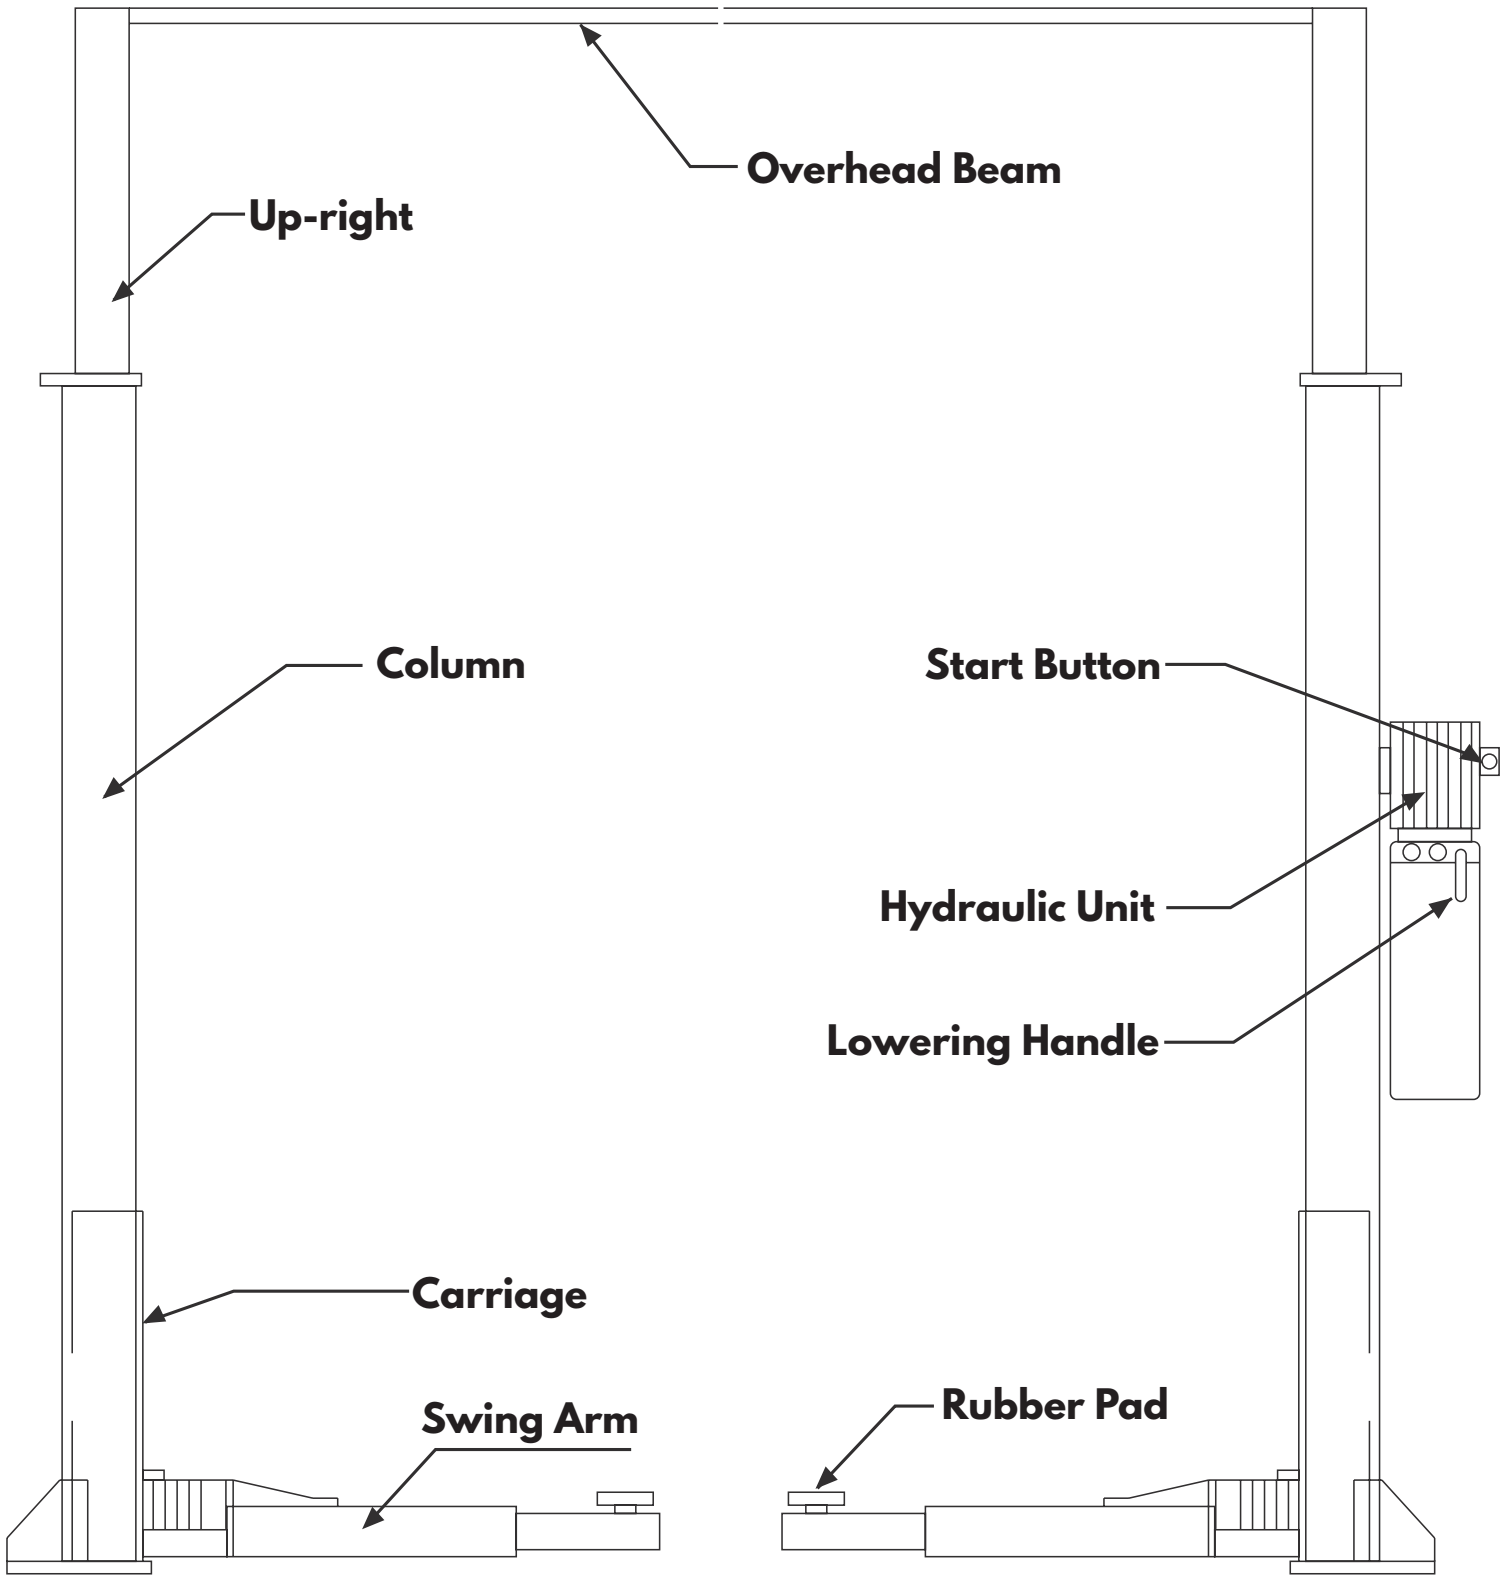 Overhead Beam
Up-right
Column
Start Button
Hydraulic Unit
Lowering Handle
Carriage
Rubber Pad
Swing Arm